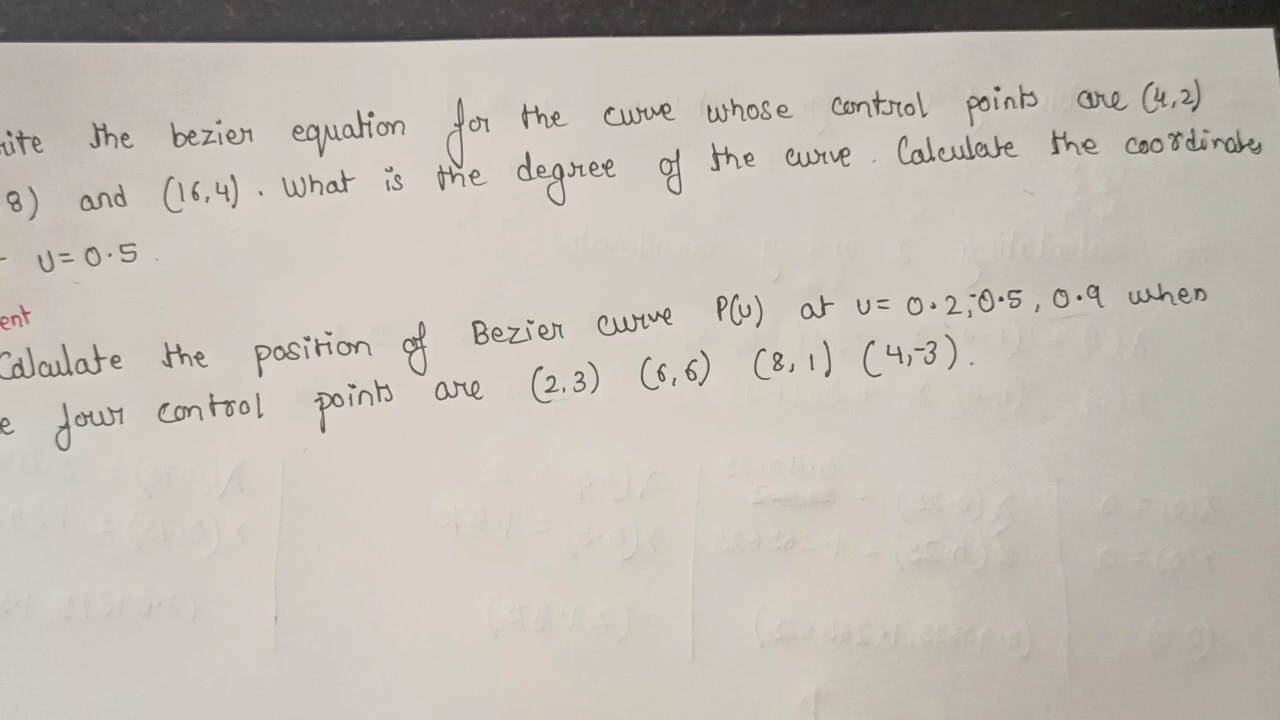 rite the bezier equation for the curve whose control points are (4,2)
8) and (16,4). What is the degree of the curve. Calculate the coordinates
- U= 0.5.
ent
Calculate the position of Bezier curve P(U) at U= 0.2,0.5, 0.9 when
e four control points are (2,3) (6,6) (8,1) (4,-3).